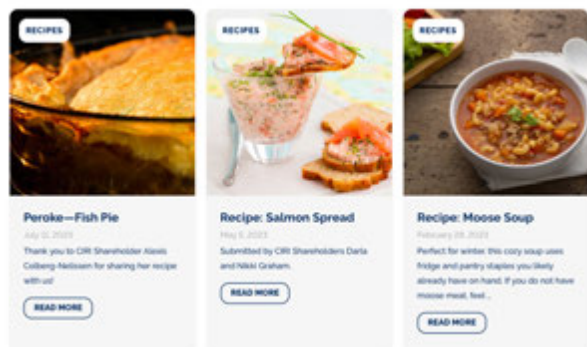 RECIPES
Peroke—Fish Pie
July 11, 2023
Thank you to CIRI Shareholder Alexis
Colberg-Nelissen for sharing her recipe
with us!
READ MORE
RECIPES
Recipe: Salmon Spread
May 5, 2023
Submitted by CIRI Shareholders Darla
and Nikki Graham.
READ MORE
RECIPES
Recipe: Moose Soup
February 28, 2023
Perfect for winter, this cozy soup uses
fridge and pantry staples you likely
already have on hand. If you do not have
moose meat, feel ...
READ MORE